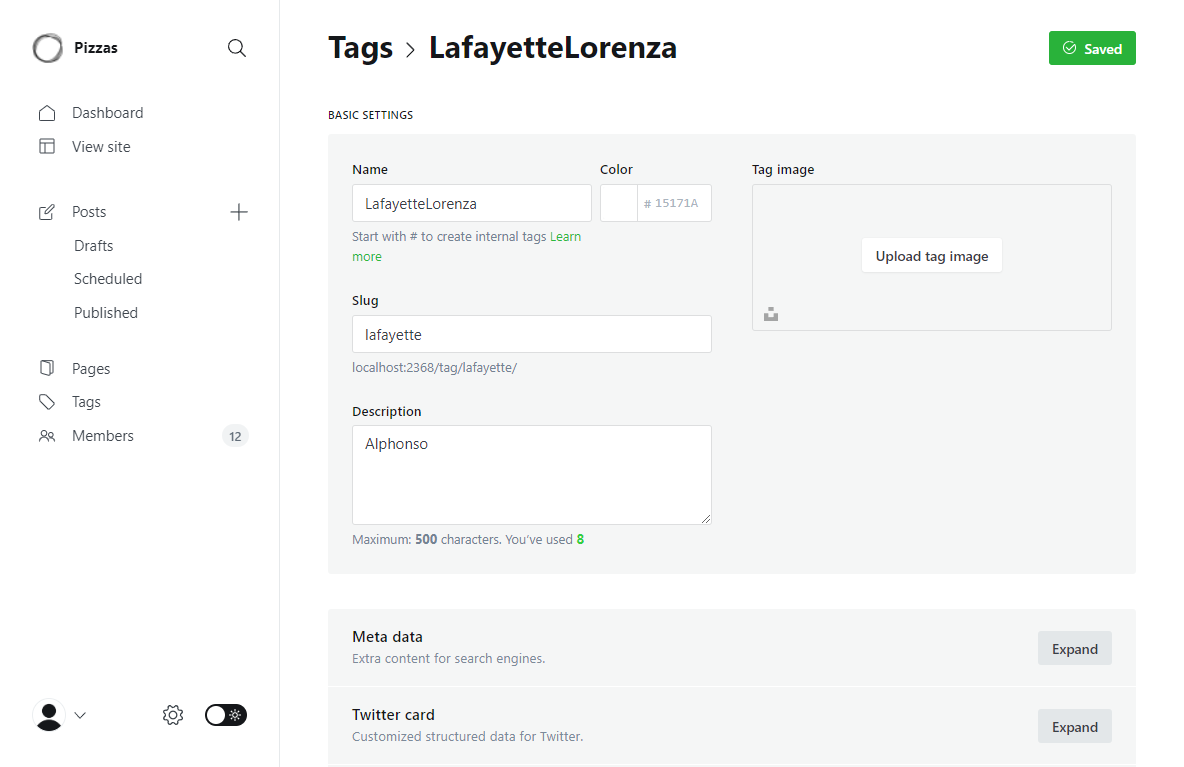 Pizzas
Dashboard
View site
Posts
Drafts
Scheduled
Published
Pages
Tags
Members 12
Tags > LafayetteLorenza
Saved
BASIC SETTINGS
Name
LafayetteLorenza
Color
# 15171A
Start with # to create internal tags Learn
more
Slug
lafayette
localhost:2368/tag/lafayette/
Description
Alphonso
Maximum: 500 characters. You’ve used 8
Tag image
Upload tag image
Meta data
Extra content for search engines.
Expand
Twitter card
Customized structured data for Twitter.
Expand